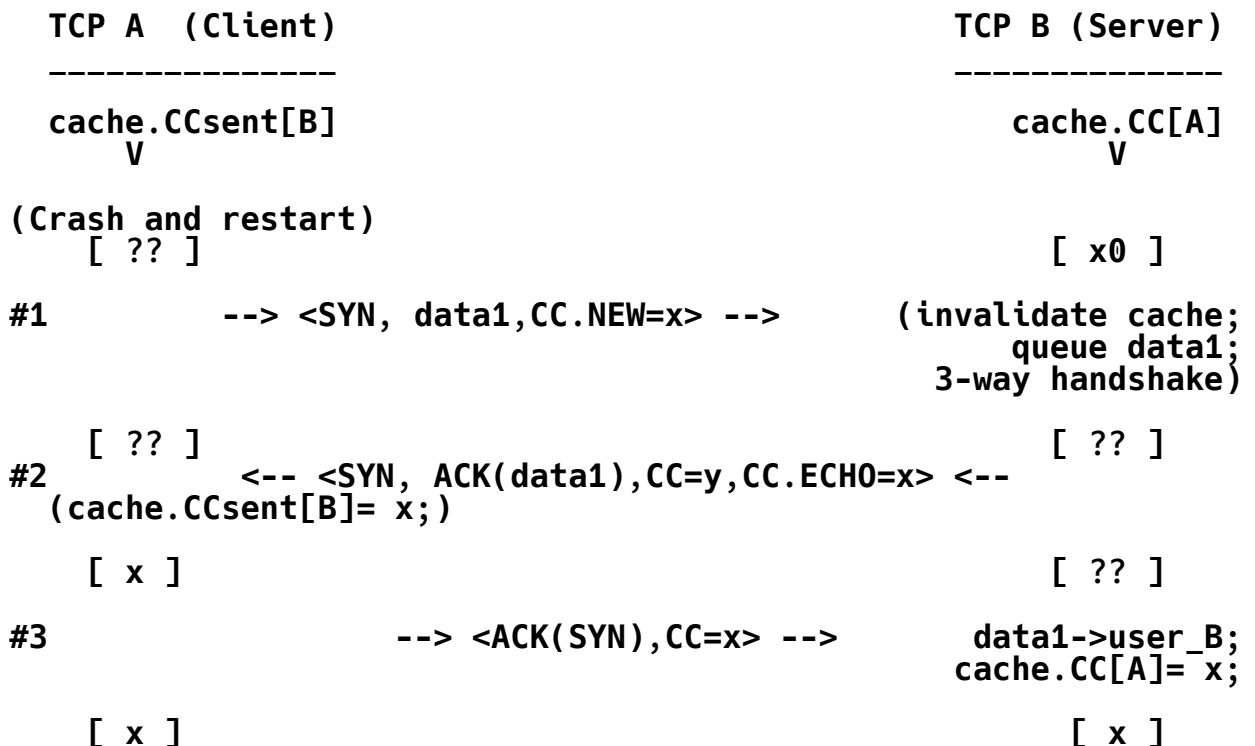 TCP A  (Client)                                TCP B (Server)
_______________                                ______________
cache.CCsent[B]                                   cache.CC[A]
V                                                  V
(Crash and restart)
[ ?? ]                                            [ x0 ]
#1         --> <SYN, data1,CC.NEW=x> -->      (invalidate cache;
queue data1;
3-way handshake)
[ ?? ]                                            [ ?? ]
#2          <-- <SYN, ACK(data1),CC=y,CC.ECHO=x> <--
(cache.CCsent[B]= x;)
[ x ]                                             [ ?? ]
#3                  --> <ACK(SYN),CC=x> -->       data1->user_B;
cache.CC[A]= x;
[ x ]                                              [ x ]